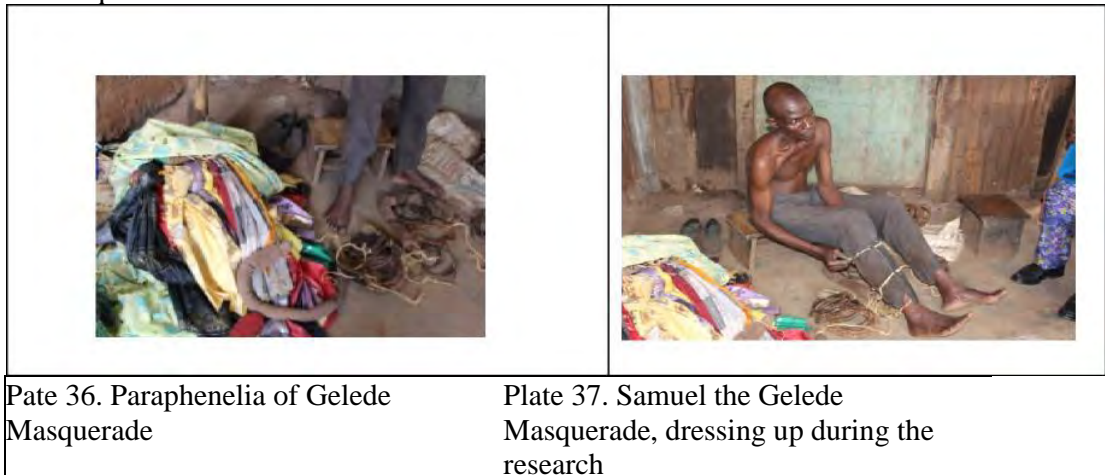 Pate 36. Paraphenelia of Gelede
Masquerade
Plate 37. Samuel the Gelede
Masquerade, dressing up during the
research